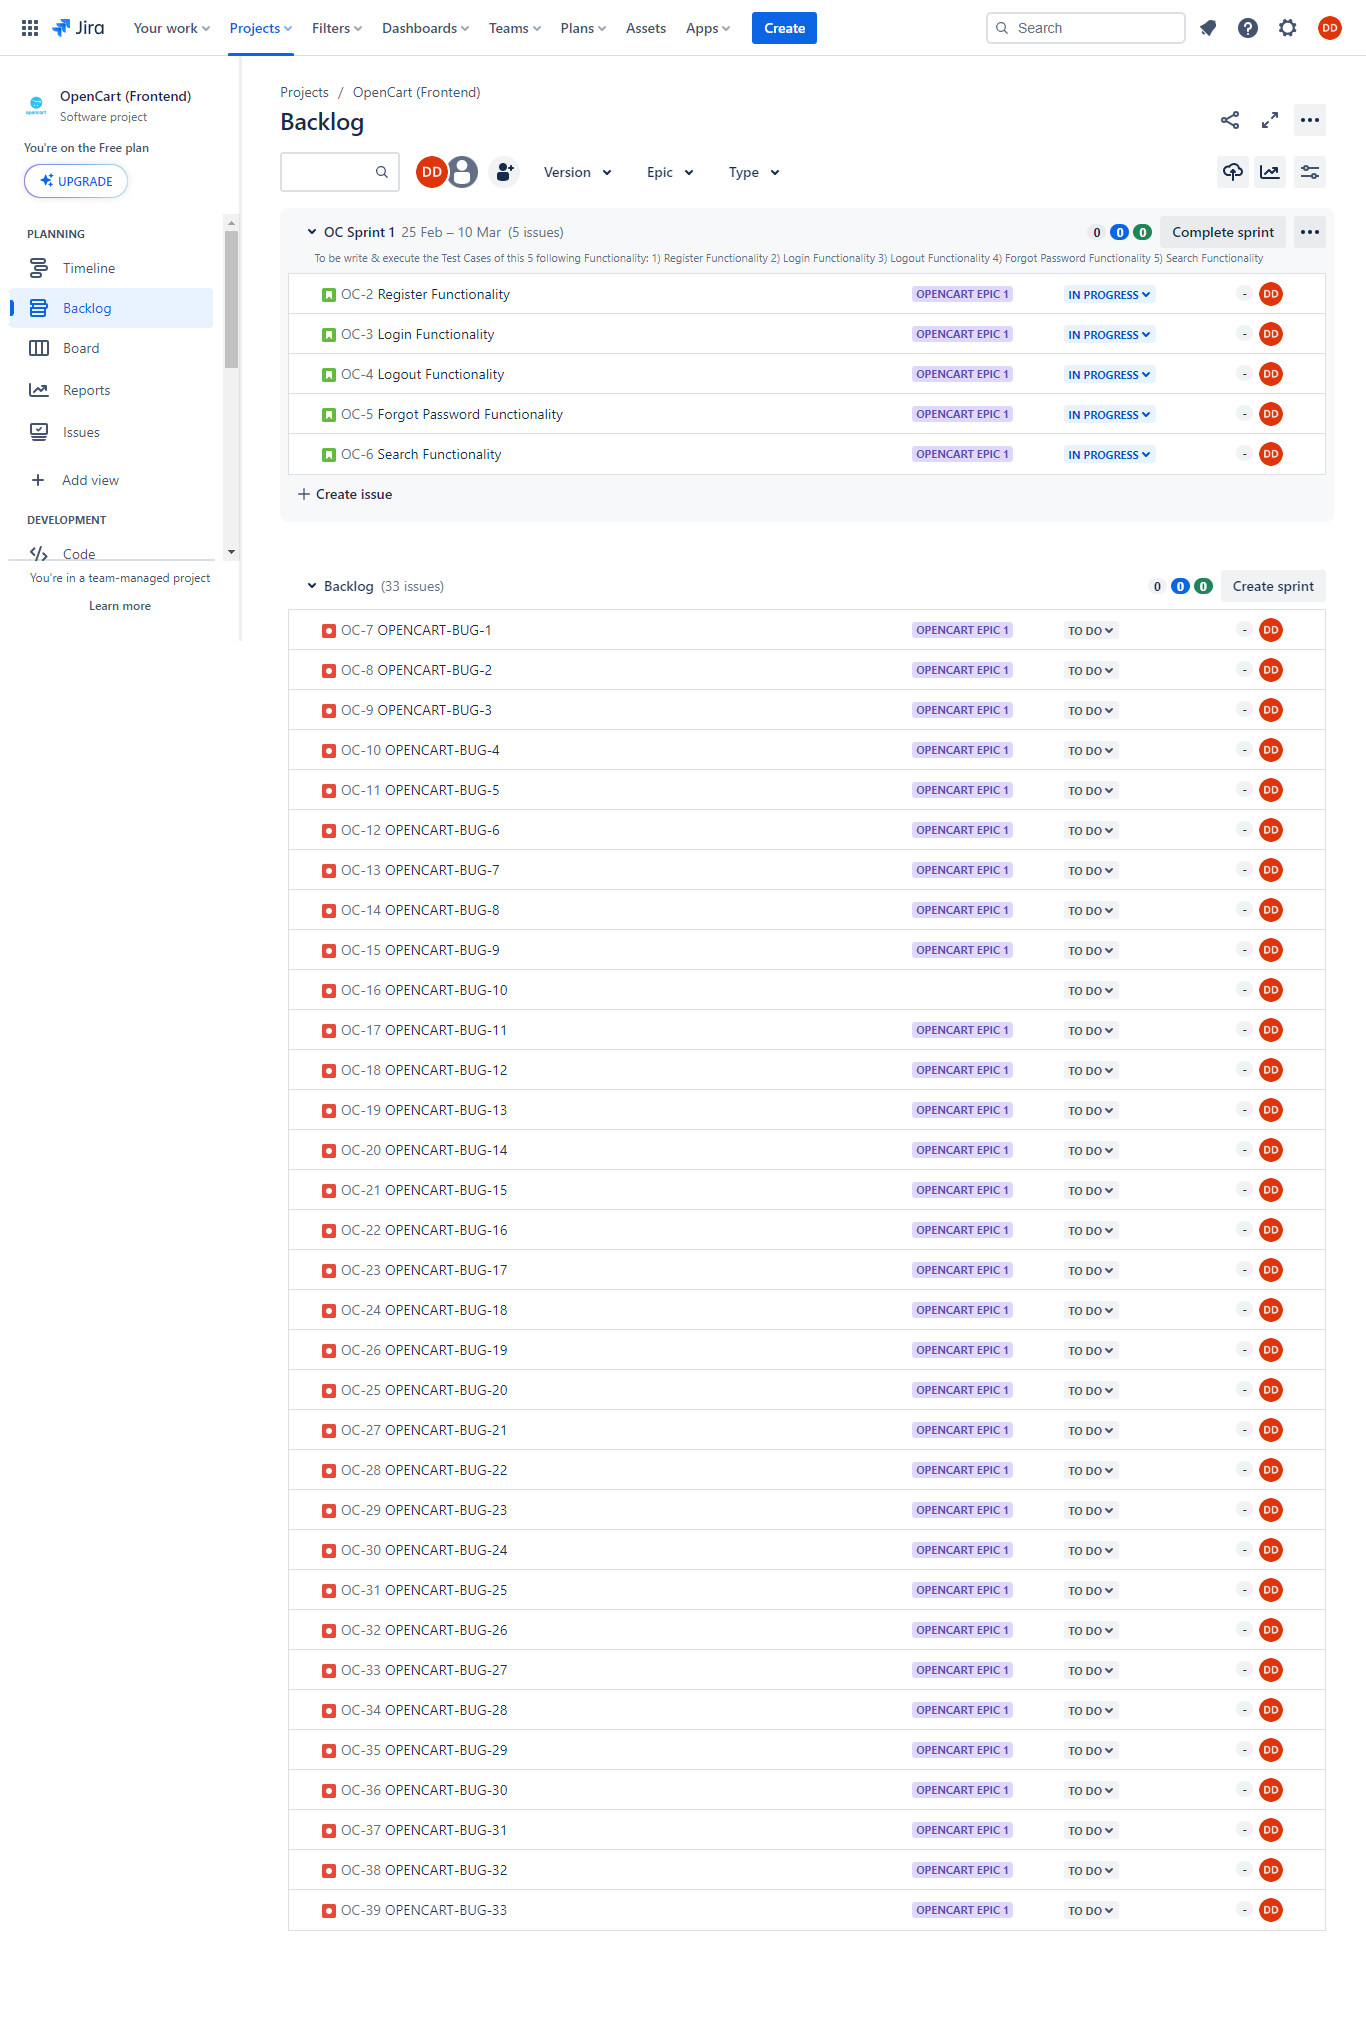 Jira Your work Projects Filters Dashboards Teams Plans Assets Apps Create Search DD
OpenCart (Frontend)
Software project
You're on the Free plan
UPGRADE
PLANNING
Timeline
Backlog
Board
Reports
Issues
Add view
DEVELOPMENT
Code
You're in a team-managed project
Learn more
Projects / OpenCart (Frontend)
Backlog
DD Version Epic Type
OC Sprint 1 25 Feb – 10 Mar (5 issues) 0 0 0 Complete sprint
To be write & execute the Test Cases of this 5 following Functionality: 1) Register Functionality 2) Login Functionality 3) Logout Functionality 4) Forgot Password Functionality 5) Search Functionality
OC-2 Register Functionality OPENCART EPIC 1 IN PROGRESS - DD
OC-3 Login Functionality OPENCART EPIC 1 IN PROGRESS - DD
OC-4 Logout Functionality OPENCART EPIC 1 IN PROGRESS - DD
OC-5 Forgot Password Functionality OPENCART EPIC 1 IN PROGRESS - DD
OC-6 Search Functionality OPENCART EPIC 1 IN PROGRESS - DD
Create issue
Backlog (33 issues) 0 0 0 Create sprint
OC-7 OPENCART-BUG-1 OPENCART EPIC 1 TO DO - DD
OC-8 OPENCART-BUG-2 OPENCART EPIC 1 TO DO - DD
OC-9 OPENCART-BUG-3 OPENCART EPIC 1 TO DO - DD
OC-10 OPENCART-BUG-4 OPENCART EPIC 1 TO DO - DD
OC-11 OPENCART-BUG-5 OPENCART EPIC 1 TO DO - DD
OC-12 OPENCART-BUG-6 OPENCART EPIC 1 TO DO - DD
OC-13 OPENCART-BUG-7 OPENCART EPIC 1 TO DO - DD
OC-14 OPENCART-BUG-8 OPENCART EPIC 1 TO DO - DD
OC-15 OPENCART-BUG-9 OPENCART EPIC 1 TO DO - DD
OC-16 OPENCART-BUG-10 TO DO - DD
OC-17 OPENCART-BUG-11 OPENCART EPIC 1 TO DO - DD
OC-18 OPENCART-BUG-12 OPENCART EPIC 1 TO DO - DD
OC-19 OPENCART-BUG-13 OPENCART EPIC 1 TO DO - DD
OC-20 OPENCART-BUG-14 OPENCART EPIC 1 TO DO - DD
OC-21 OPENCART-BUG-15 OPENCART EPIC 1 TO DO - DD
OC-22 OPENCART-BUG-16 OPENCART EPIC 1 TO DO - DD
OC-23 OPENCART-BUG-17 OPENCART EPIC 1 TO DO - DD
OC-24 OPENCART-BUG-18 OPENCART EPIC 1 TO DO - DD
OC-26 OPENCART-BUG-19 OPENCART EPIC 1 TO DO - DD
OC-25 OPENCART-BUG-20 OPENCART EPIC 1 TO DO - DD
OC-27 OPENCART-BUG-21 OPENCART EPIC 1 TO DO - DD
OC-28 OPENCART-BUG-22 OPENCART EPIC 1 TO DO - DD
OC-29 OPENCART-BUG-23 OPENCART EPIC 1 TO DO - DD
OC-30 OPENCART-BUG-24 OPENCART EPIC 1 TO DO - DD
OC-31 OPENCART-BUG-25 OPENCART EPIC 1 TO DO - DD
OC-32 OPENCART-BUG-26 OPENCART EPIC 1 TO DO - DD
OC-33 OPENCART-BUG-27 OPENCART EPIC 1 TO DO - DD
OC-34 OPENCART-BUG-28 OPENCART EPIC 1 TO DO - DD
OC-35 OPENCART-BUG-29 OPENCART EPIC 1 TO DO - DD
OC-36 OPENCART-BUG-30 OPENCART EPIC 1 TO DO - DD
OC-37 OPENCART-BUG-31 OPENCART EPIC 1 TO DO - DD
OC-38 OPENCART-BUG-32 OPENCART EPIC 1 TO DO - DD
OC-39 OPENCART-BUG-33 OPENCART EPIC 1 TO DO - DD